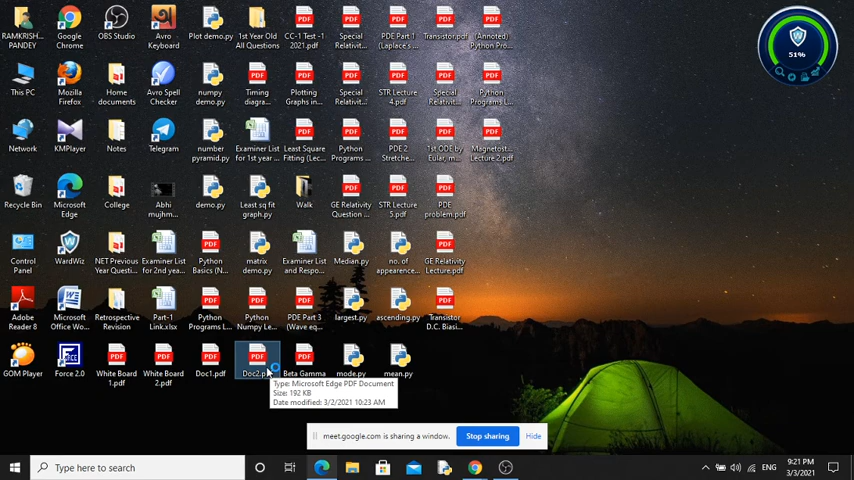 RAMKRISH... PANDEY
Google Chrome
OBS Studio
Avro Keyboard
Plot demo.py
1st Year Old All Questions
CC-1 Test -1 2021.pdf
Special Relativit...
PDE Part 1 (Laplace's ...
Transistor.pdf
(Annoted) Python Pro...
51%
This PC
Mozilla Firefox
Home documents
Avro Spell Checker
numpy demo.py
Timing diagra...
Plotting Graphs in...
Special Relativit...
STR Lecture 4.pdf
Special Relativit...
Python Programs L...
Network
KMPlayer
Notes
Telegram
number pyramid.py
Examiner List for 1st year ...
Least Square Fitting (Lec...
Python Programs ...
PDE 2 Stretche...
1st ODE by Eular, m...
Magnetost... Lecture 2.pdf
Recycle Bin
Microsoft Edge
College
Abhi mujhm...
demo.py
Least sq fit graph.py
Walk
GE Relativity Question ...
STR Lecture 5.pdf
PDE problem.pdf
Control Panel
WardWiz
NET Previous Year Questi...
Examiner List for 2nd yea...
Python Basics (N...
matrix demo.py
Examiner List and Respo...
Median.py
no. of appearence...
GE Relativity Lecture.pdf
Adobe Reader 8
Microsoft Office Wo...
Retrospective Revision
Part-1 Link.xlsx
Python Programs L...
Python Numpy Le...
PDE Part 3 (Wave eq...
largest.py
ascending.py
Transistor D.C. Biasi...
GOM Player
Force 2.0
White Board 1.pdf
White Board 2.pdf
Doc1.pdf
Doc2.p
Beta Gamma
mode.py
mean.py
Type: Microsoft Edge PDF Document
Size: 192 KB
Date modified: 3/2/2021 10:23 AM
meet.google.com is sharing a window.
Stop sharing
Hide
Type here to search
ENG
9:21 PM
3/3/2021